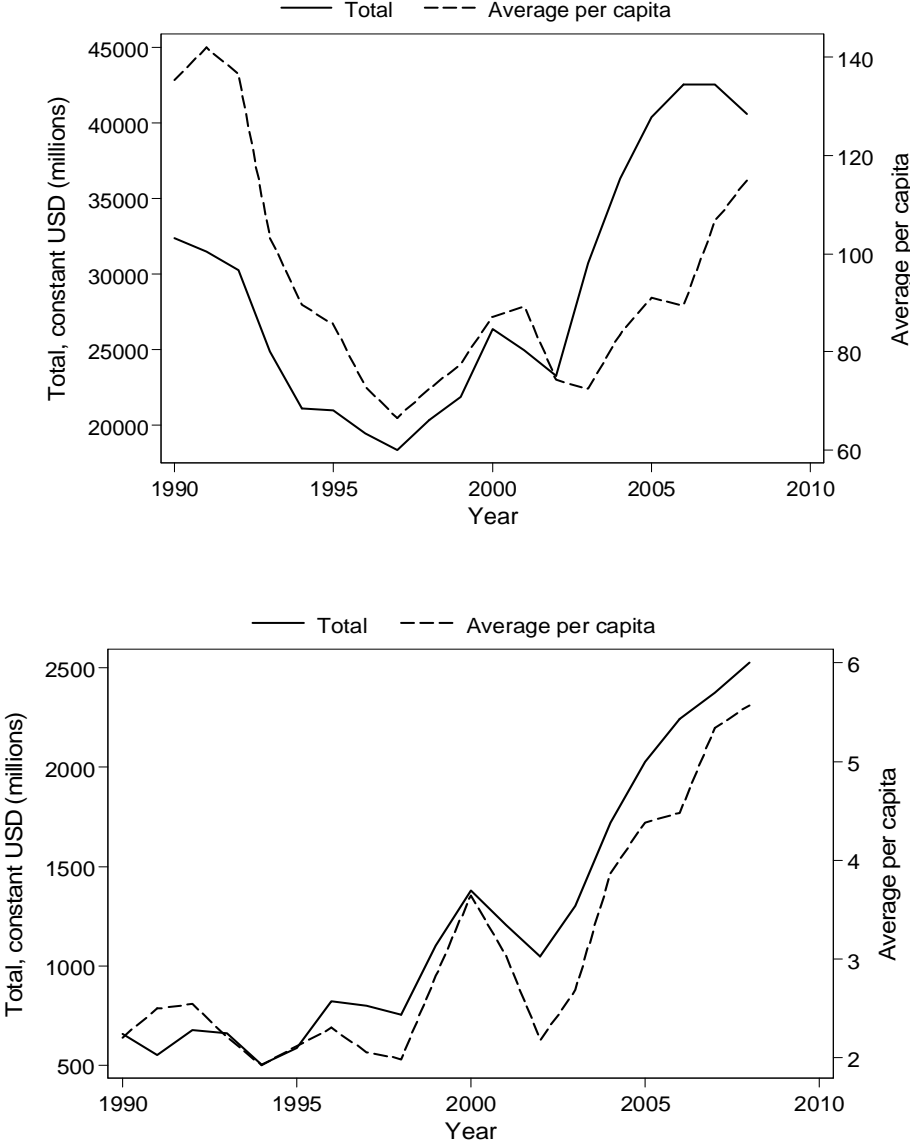 Total Average per capita
45000
40000
35000
30000
25000
20000
Total, constant USD (millions)
140
120
100
80
60
Average per capita
1990 1995 2000 2005 2010
Year
Total Average per capita
2500
2000
1500
1000
500
Total, constant USD (millions)
6
5
4
3
2
Average per capita
1990 1995 2000 2005 2010
Year